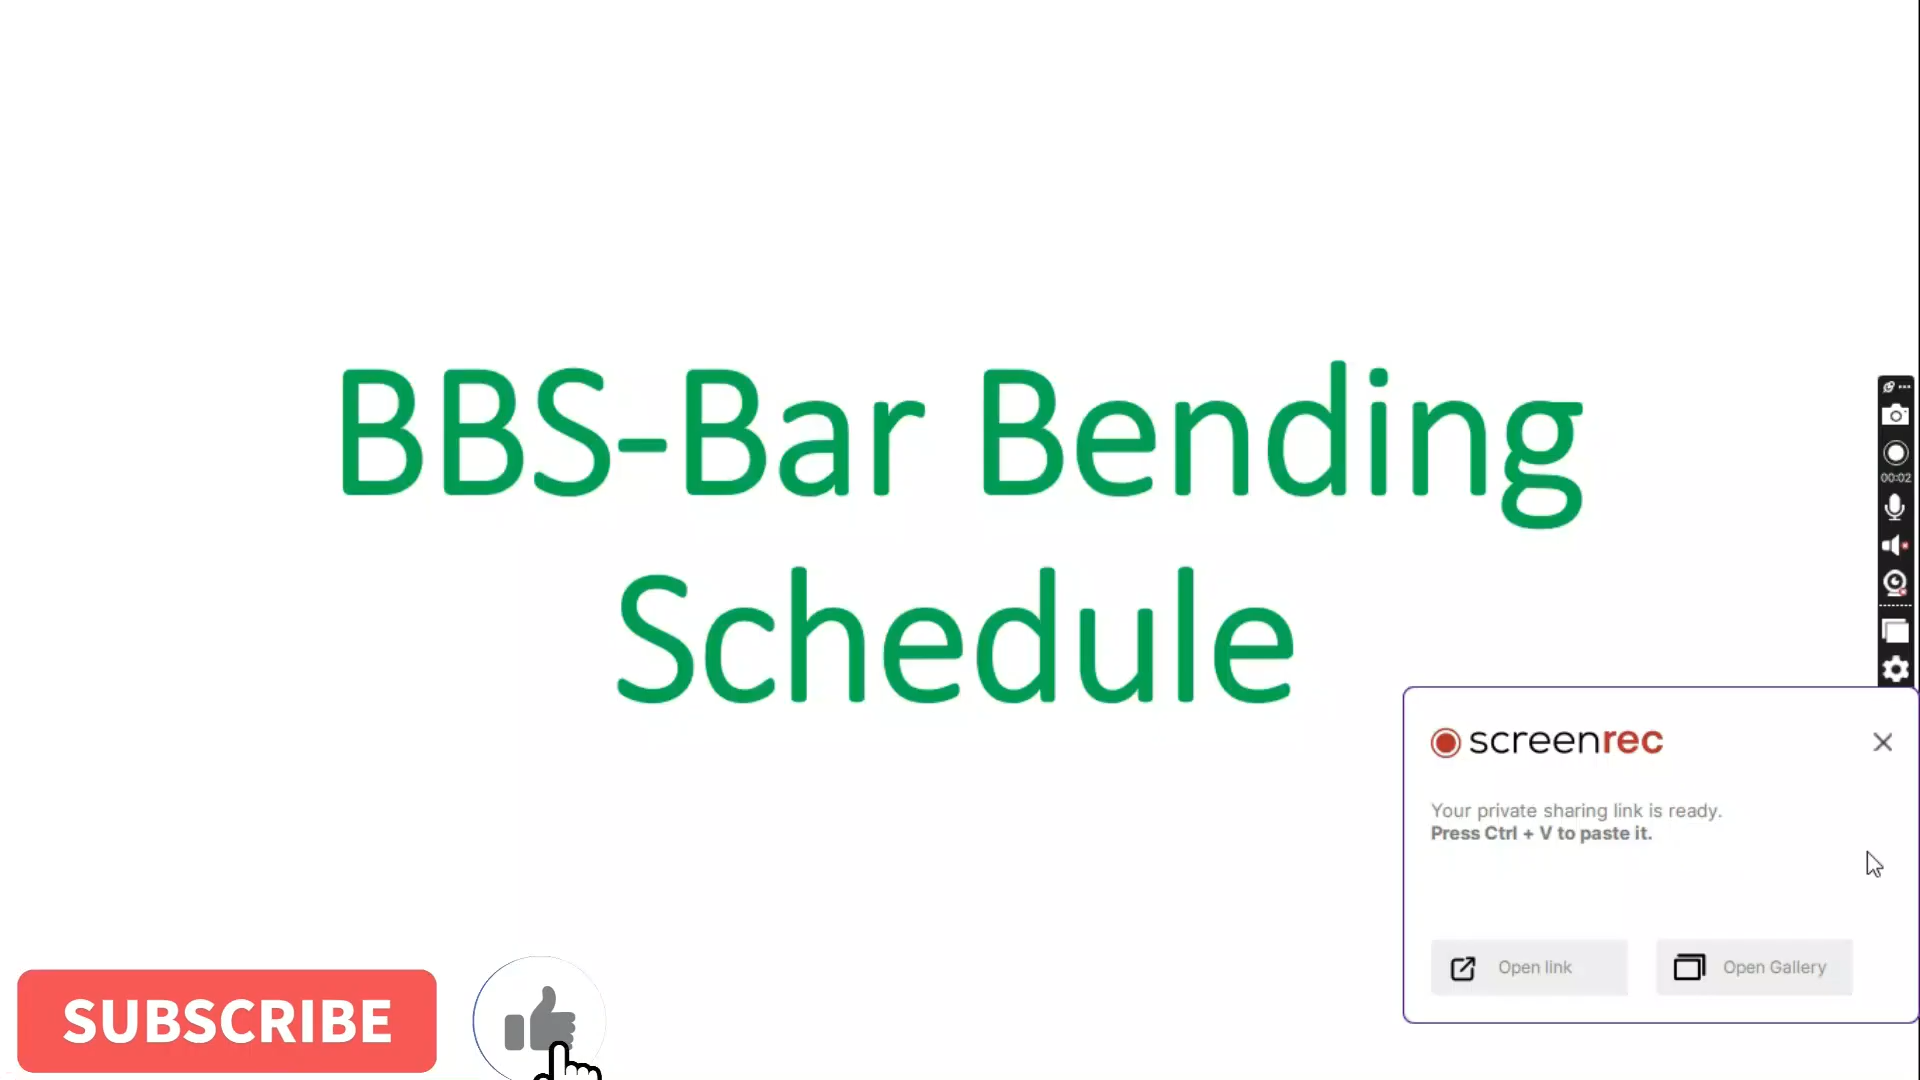 BBS-Bar Bending
Schedule
00:02
screenrec
Your private sharing link is ready.
Press Ctrl + V to paste it.
Open link
Open Gallery
SUBSCRIBE